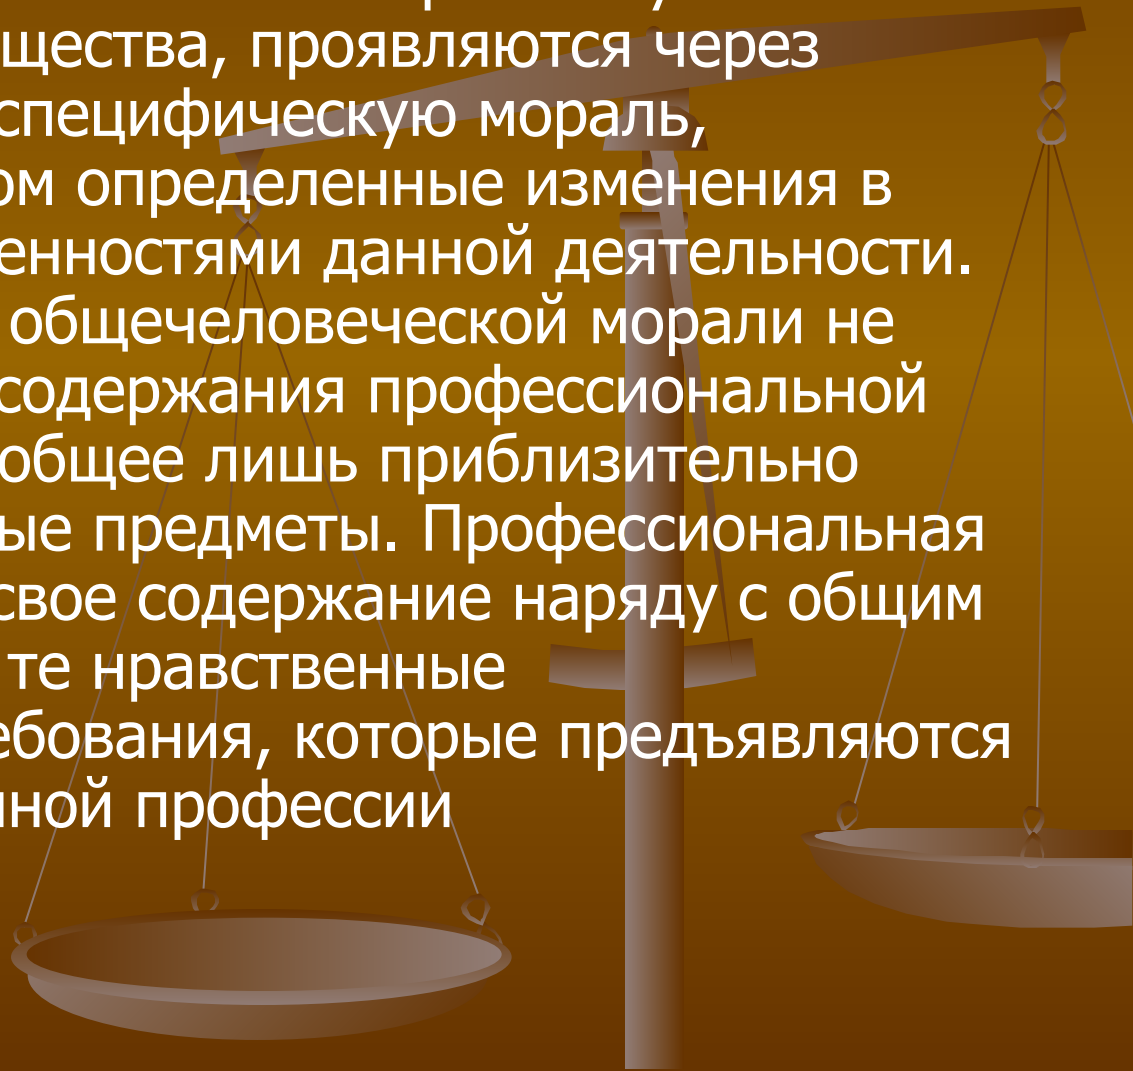 щества, проявляются через
специфическую мораль,
ом определенные изменения в
енностями данной деятельности.
общечеловеческой морали не
содержания профессиональной
общее лишь приблизительно
ые предметы. Профессиональная
свое содержание наряду с общим
те нравственные
ебования, которые предъявляются
нной профессии